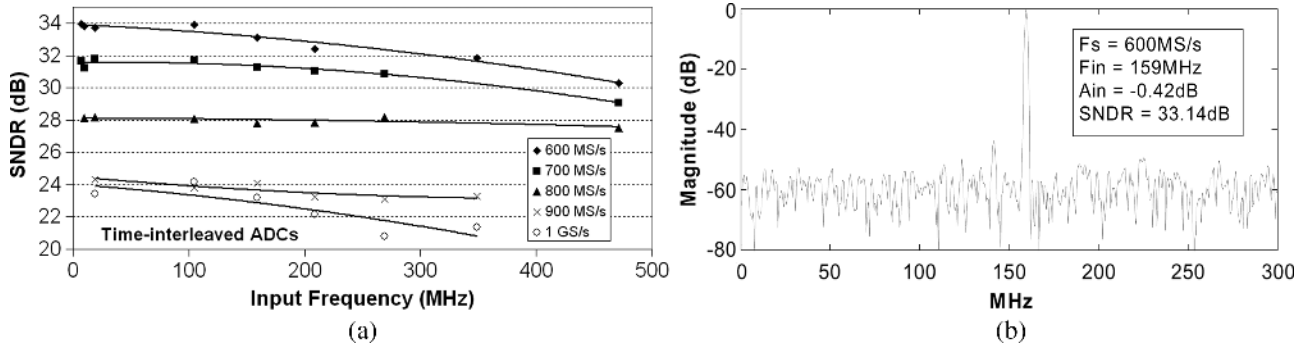 34
32
30
28
26
24
22
20
SNDR (dB)
600 MS/s
700 MS/s
800 MS/s
900 MS/s
1 GS/s
Time-interleaved ADCs
0 100 200 300 400 500
Input Frequency (MHz)
(a)
0
-20
-40
-60
-80
Magnitude (dB)
Fs = 600MS/s
Fin = 159MHz
Ain = -0.42dB
SNDR = 33.14dB
0 50 100 150 200 250 300
MHz
(b)